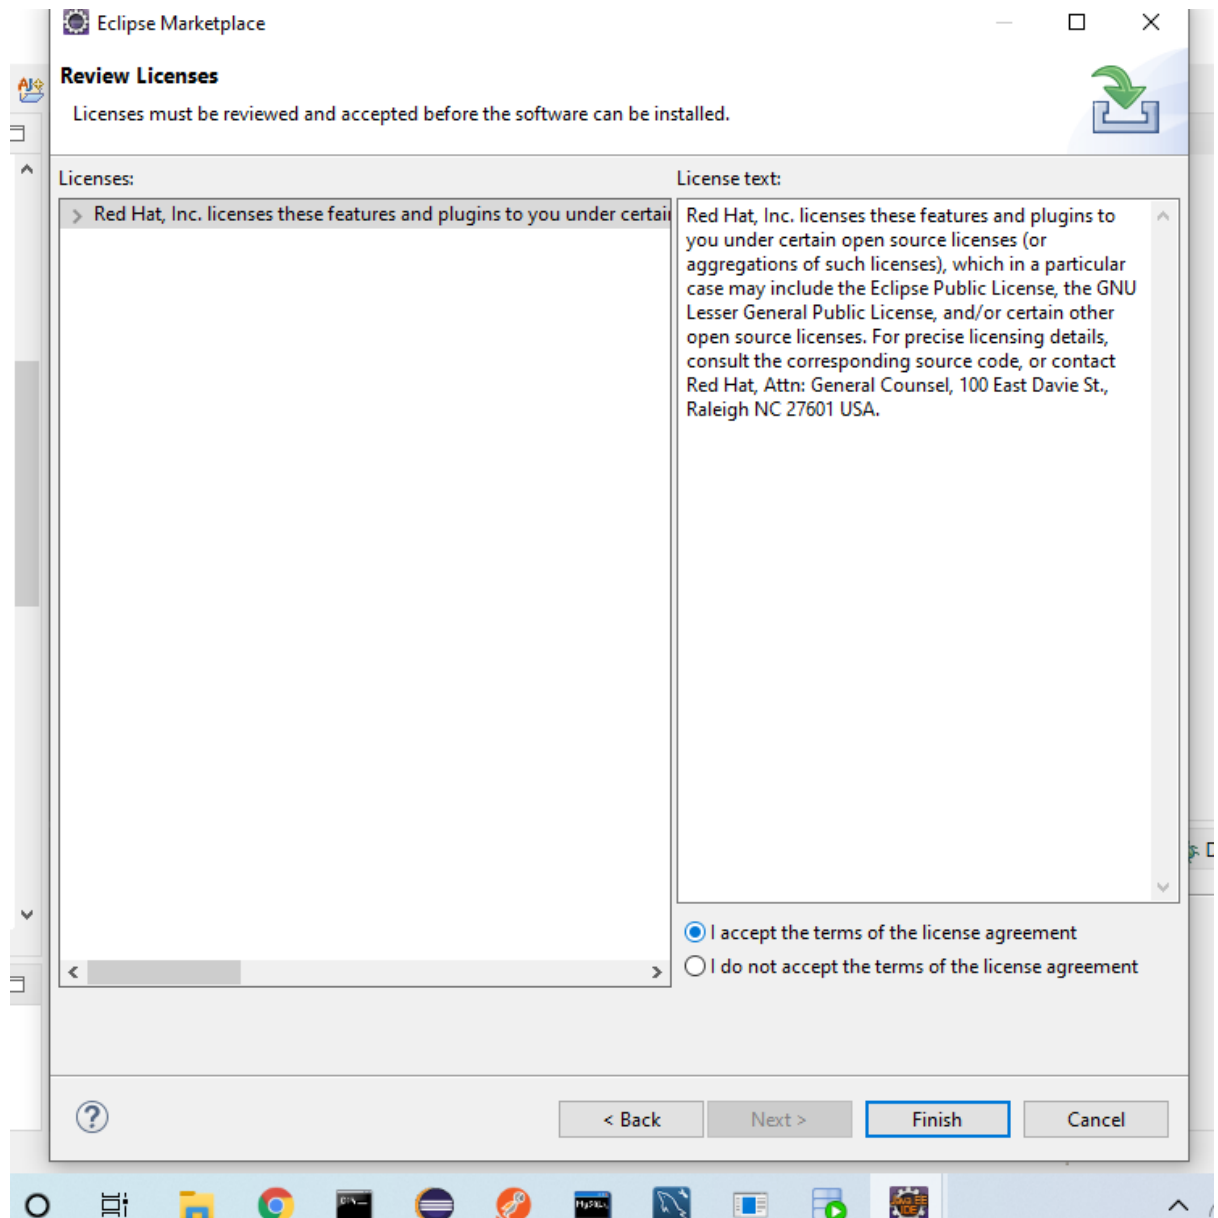 Eclipse Marketplace
Review Licenses
Licenses must be reviewed and accepted before the software can be installed.
Licenses:
Red Hat, Inc. licenses these features and plugins to you under certai
License text:
Red Hat, Inc. licenses these features and plugins to
you under certain open source licenses (or
aggregations of such licenses), which in a particular
case may include the Eclipse Public License, the GNU
Lesser General Public License, and/or certain other
open source licenses. For precise licensing details,
consult the corresponding source code, or contact
Red Hat, Attn: General Counsel, 100 East Davie St.,
Raleigh NC 27601 USA.
I accept the terms of the license agreement
I do not accept the terms of the license agreement
< Back
Next >
Finish
Cancel
MySQL
Java EE
IDE